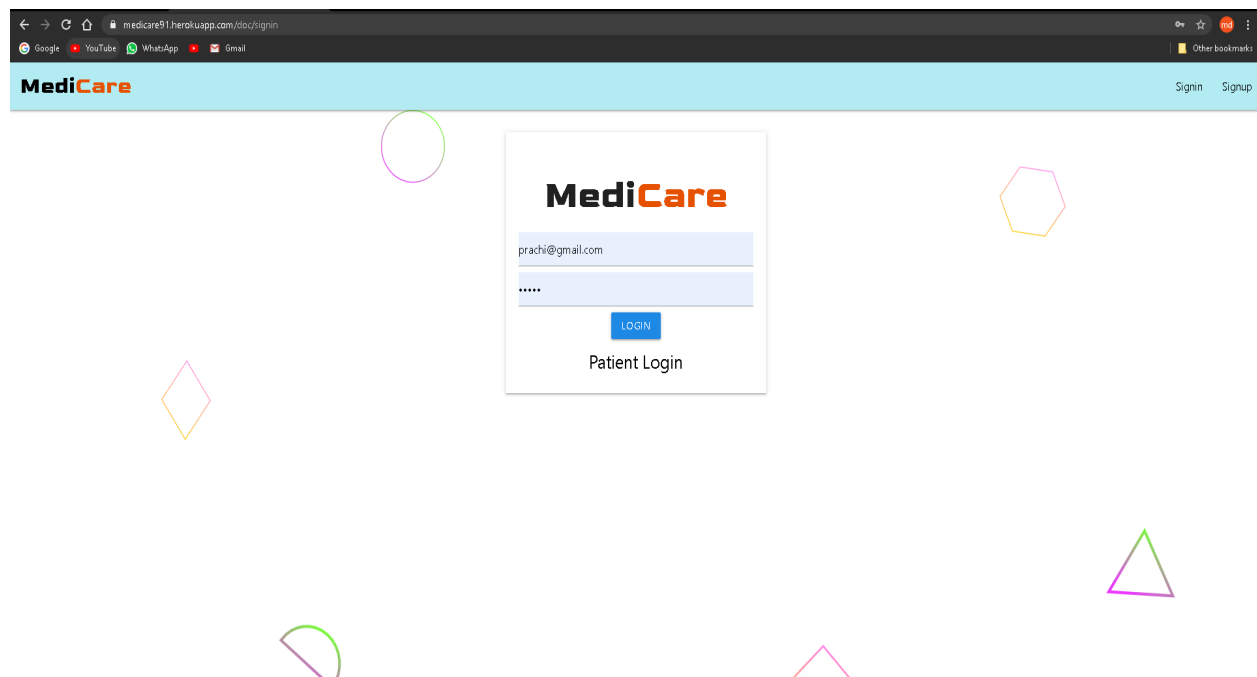 medicare91.herokuapp.com/doc/signin
md
Google YouTube WhatsApp Gmail Other bookmarks
MediCare Signin Signup
MediCare
prachi@gmail.com
•••••
LOGIN
Patient Login